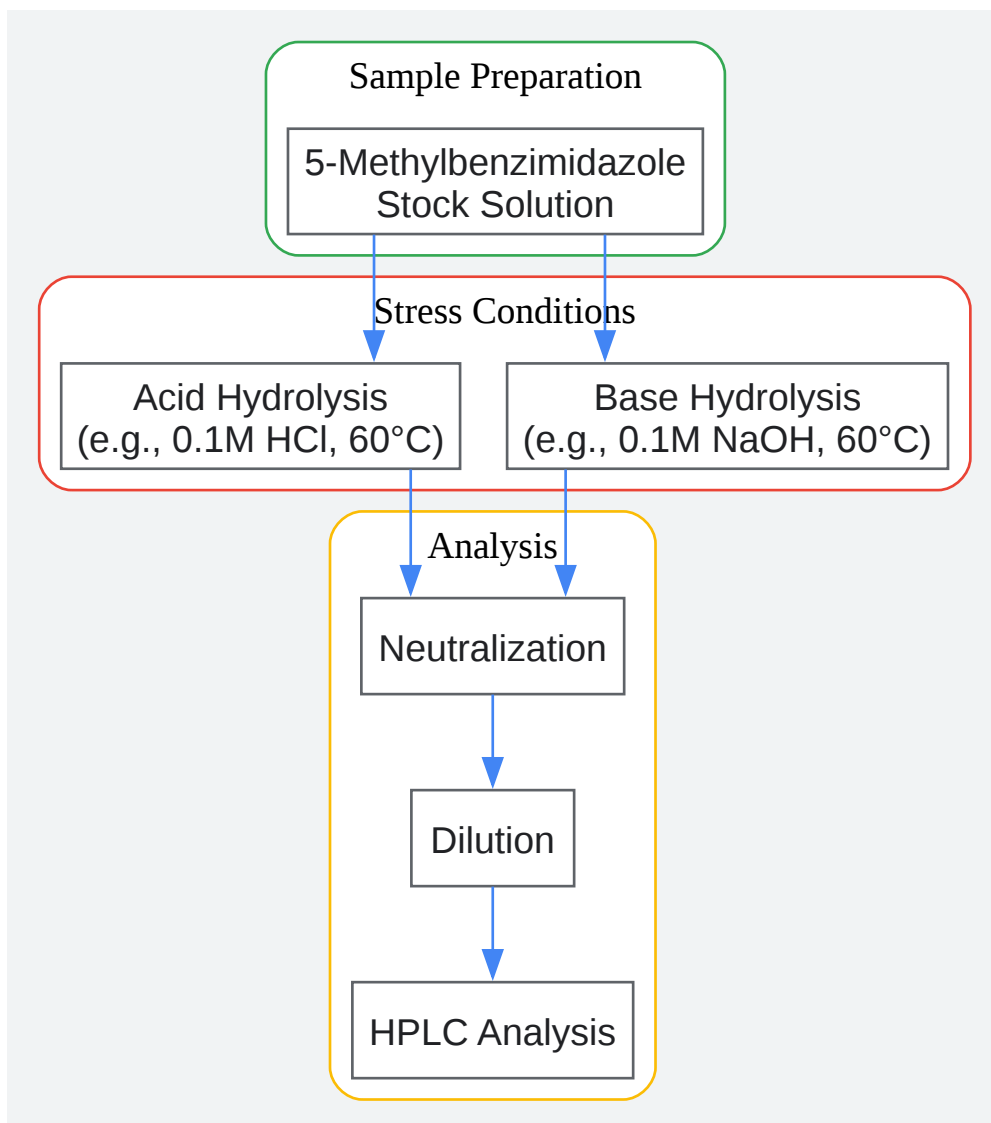 Sample Preparation
5-Methylbenzimidazole
Stock Solution
Stress Conditions
Acid Hydrolysis
(e.g., 0.1M HCl, 60°C)
Base Hydrolysis
(e.g., 0.1M NaOH, 60°C)
Analysis
Neutralization
Dilution
HPLC Analysis